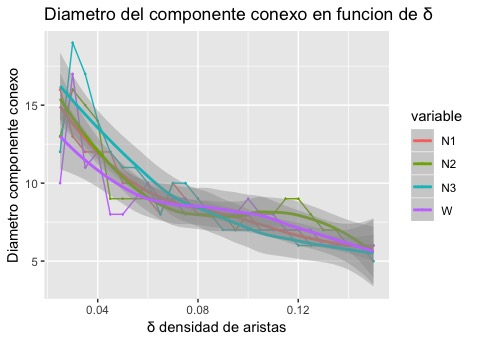 Diametro del componente conexo en funcion de δ
Diametro componente conexo
15
10
5
0.04
0.08
0.12
δ densidad de aristas
variable
N1
N2
N3
W